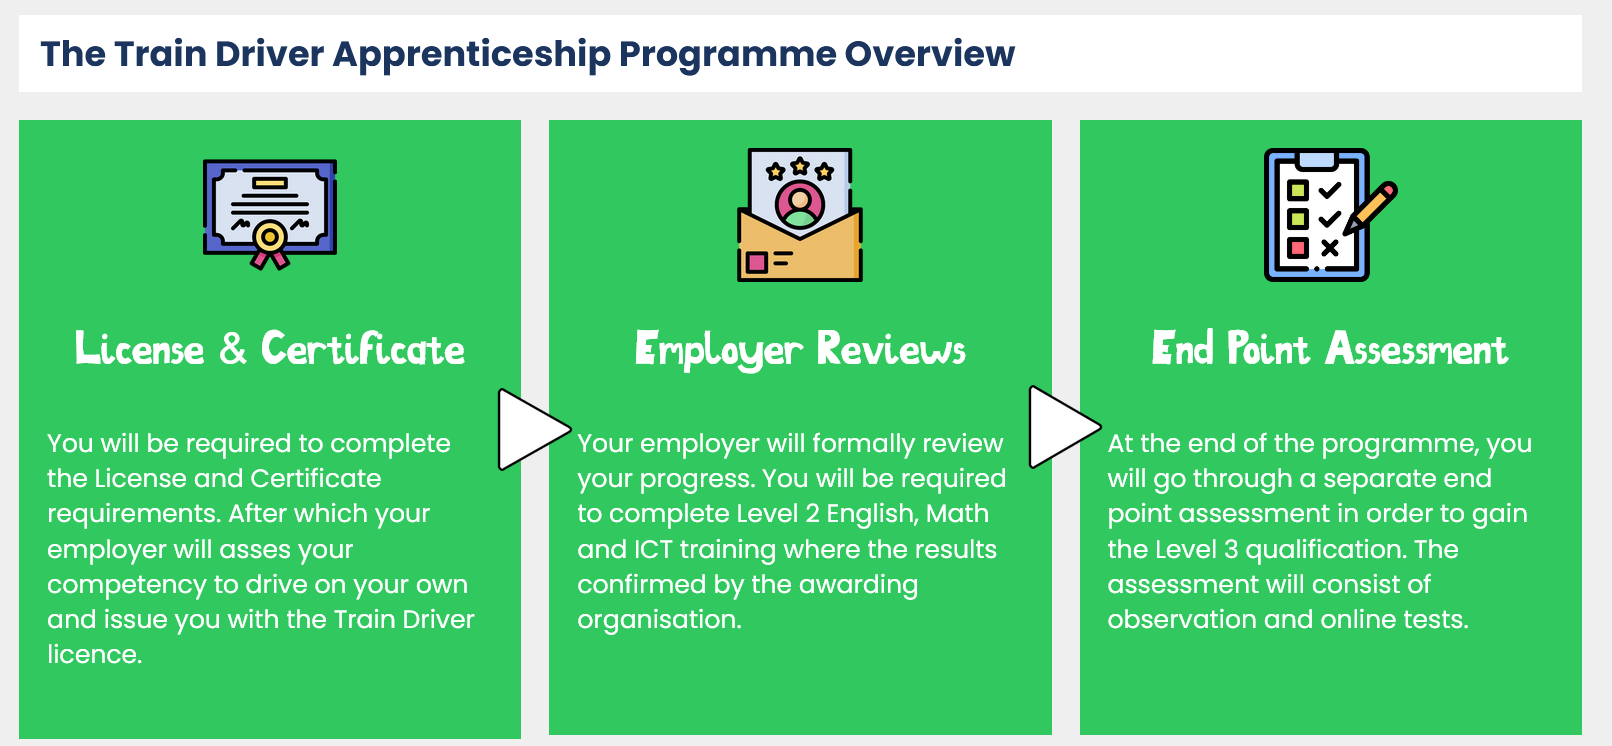 The Train Driver Apprenticeship Programme Overview
License & Certificate
You will be required to complete
the License and Certificate
requirements. After which your
employer will asses your
competency to drive on your own
and issue you with the Train Driver
licence.
Employer Reviews
Your employer will formally review
your progress. You will be required
to complete Level 2 English, Math
and ICT training where the results
confirmed by the awarding
organisation.
End Point Assessment
At the end of the programme, you
will go through a separate end
point assessment in order to gain
the Level 3 qualification. The
assessment will consist of
observation and online tests.